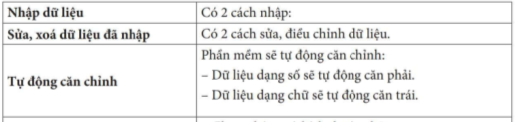 Nhập dữ liệu
Có 2 cách nhập:
Sửa, xoá dữ liệu đã nhập
Có 2 cách sửa, điều chỉnh dữ liệu.
Tự động căn chỉnh
Phần mềm sẽ tự động căn chỉnh:
– Dữ liệu dạng số sẽ tự động căn phải.
– Dữ liệu dạng chữ sẽ tự động căn trái.